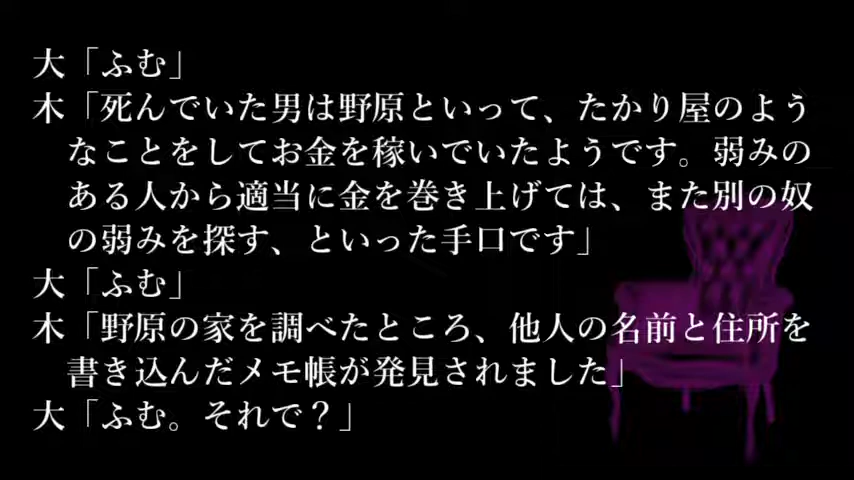 大「ふむ」
木「死んでいた男は野原といって、たかり屋のよう
なことをしてお金を稼いでいたようです。弱みの
ある人から適当に金を巻き上げては、また別の奴
の弱みを探す、といった手口です」
大「ふむ」
木「野原の家を調べたところ、他人の名前と住所を
書き込んだメモ帳が発見されました」
大「ふむ。それで？」